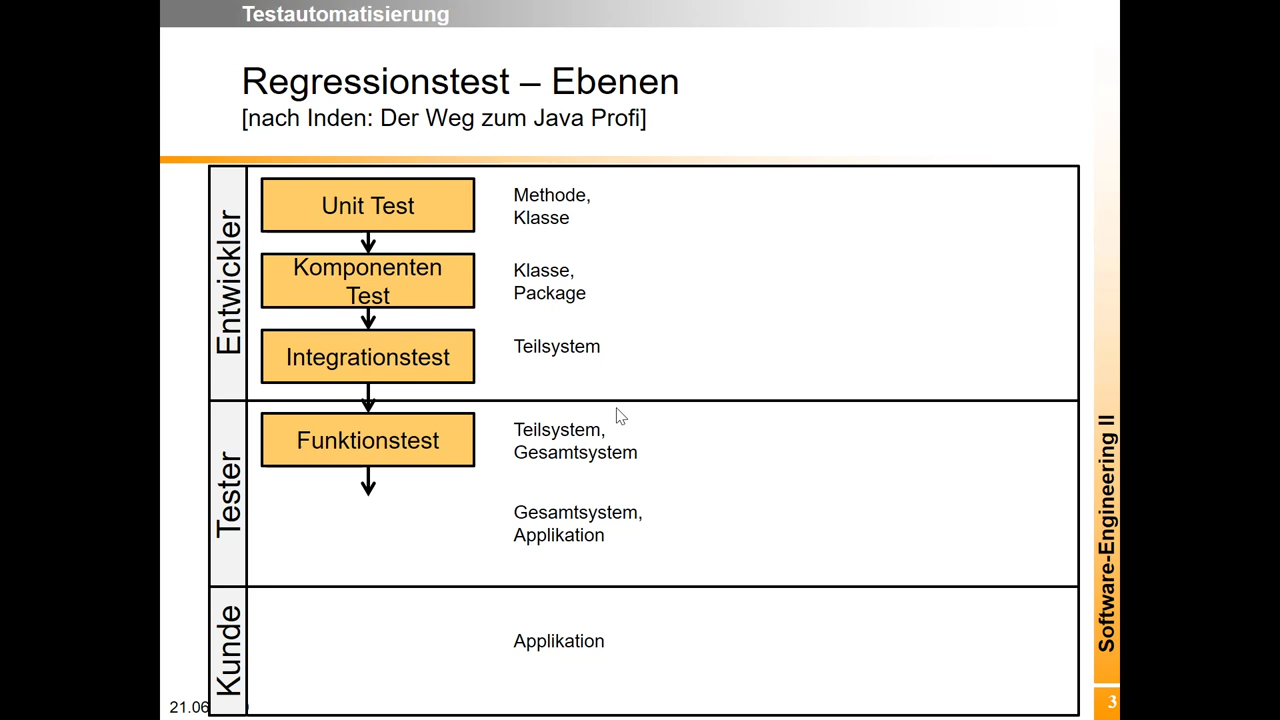 Testautomatisierung
Regressionstest – Ebenen
[nach Inden: Der Weg zum Java Profi]
Entwickler
Unit Test
Methode,
Klasse
Komponenten
Test
Klasse,
Package
Integrationstest
Teilsystem
Tester
Funktionstest
Teilsystem,
Gesamtsystem
Gesamtsystem,
Applikation
Kunde
Applikation
21.06
Software-Engineering II
3